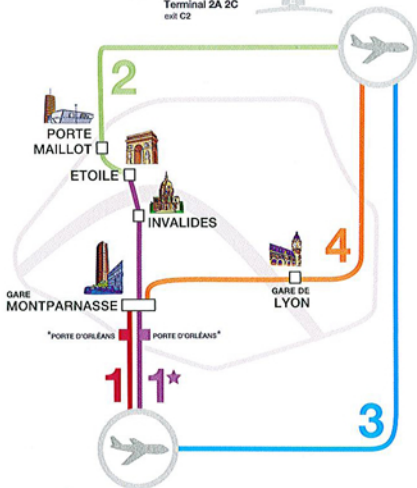 Terminal 2A 2C
exit C2
2
PORTE
MAILLOT
ETOILE
INVALIDES
4
GARE DE
LYON
GARE
MONTPARNASSE
*PORTE D'ORLÉANS
PORTE D'ORLÉANS*
1
1*
3